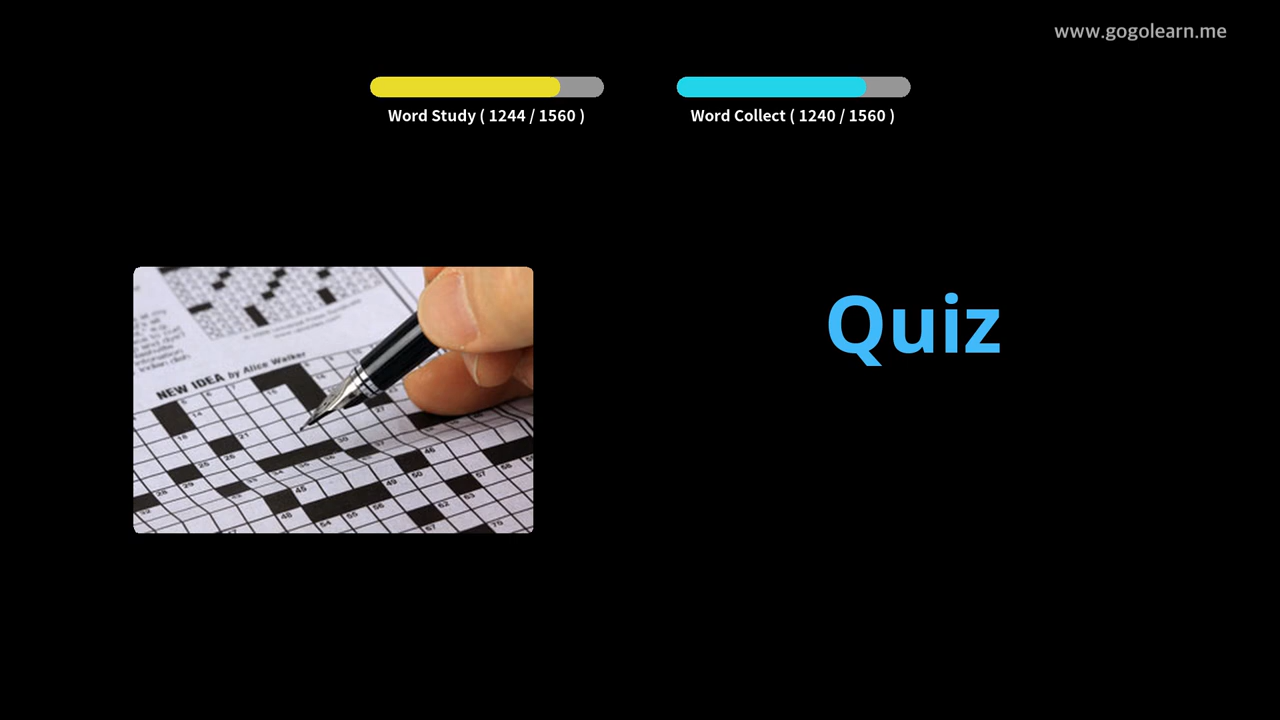 www.gogolearn.me
Word Study ( 1244 / 1560 )
Word Collect ( 1240 / 1560 )
Quiz
NEW IDEA by Alice Walker